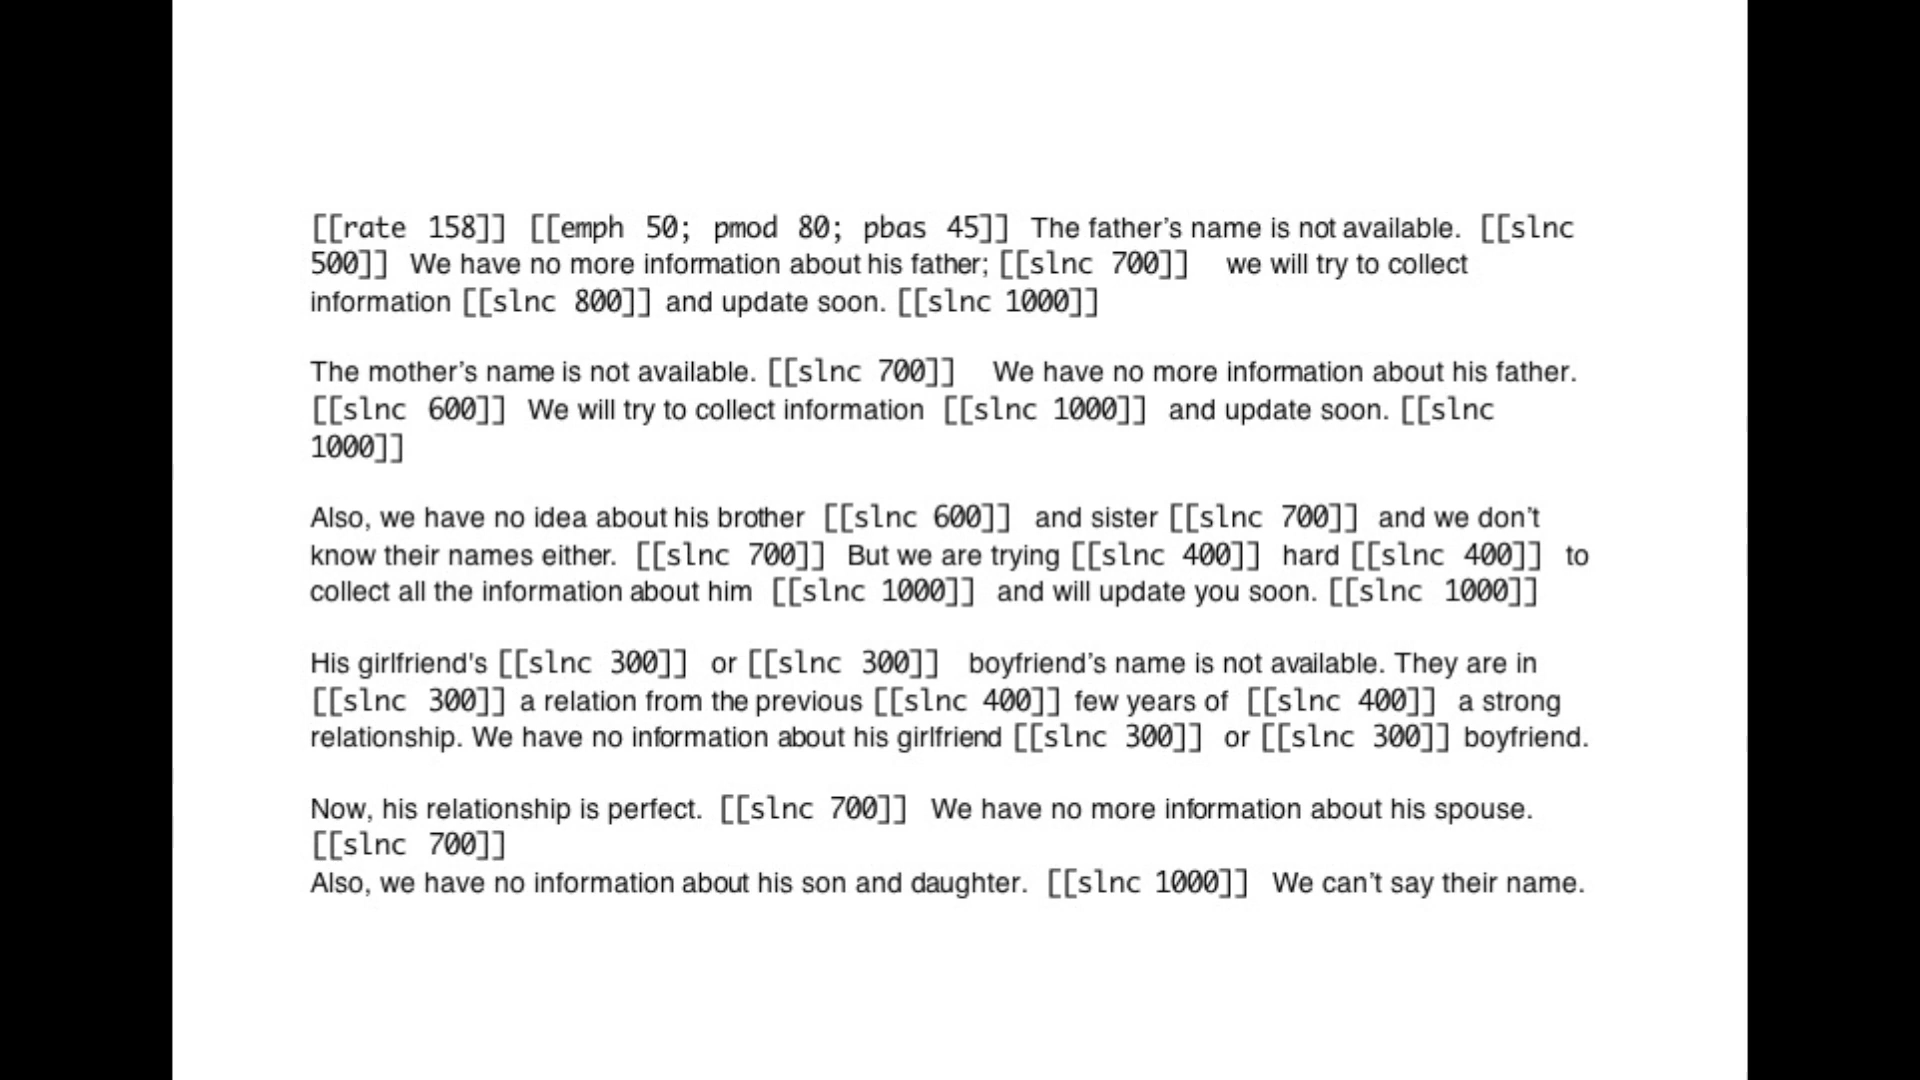 [[rate 158]] [[emph 50; pmod 80; pbas 45]] The father’s name is not available. [[slnc
500]] We have no more information about his father; [[slnc 700]] we will try to collect
information [[slnc 800]] and update soon. [[slnc 1000]]
The mother’s name is not available. [[slnc 700]] We have no more information about his father.
[[slnc 600]] We will try to collect information [[slnc 1000]] and update soon. [[slnc
1000]]
Also, we have no idea about his brother [[slnc 600]] and sister [[slnc 700]] and we don’t
know their names either. [[slnc 700]] But we are trying [[slnc 400]] hard [[slnc 400]] to
collect all the information about him [[slnc 1000]] and will update you soon. [[slnc 1000]]
His girlfriend's [[slnc 300]] or [[slnc 300]] boyfriend’s name is not available. They are in
[[slnc 300]] a relation from the previous [[slnc 400]] few years of [[slnc 400]] a strong
relationship. We have no information about his girlfriend [[slnc 300]] or [[slnc 300]] boyfriend.
Now, his relationship is perfect. [[slnc 700]] We have no more information about his spouse.
[[slnc 700]]
Also, we have no information about his son and daughter. [[slnc 1000]] We can’t say their name.